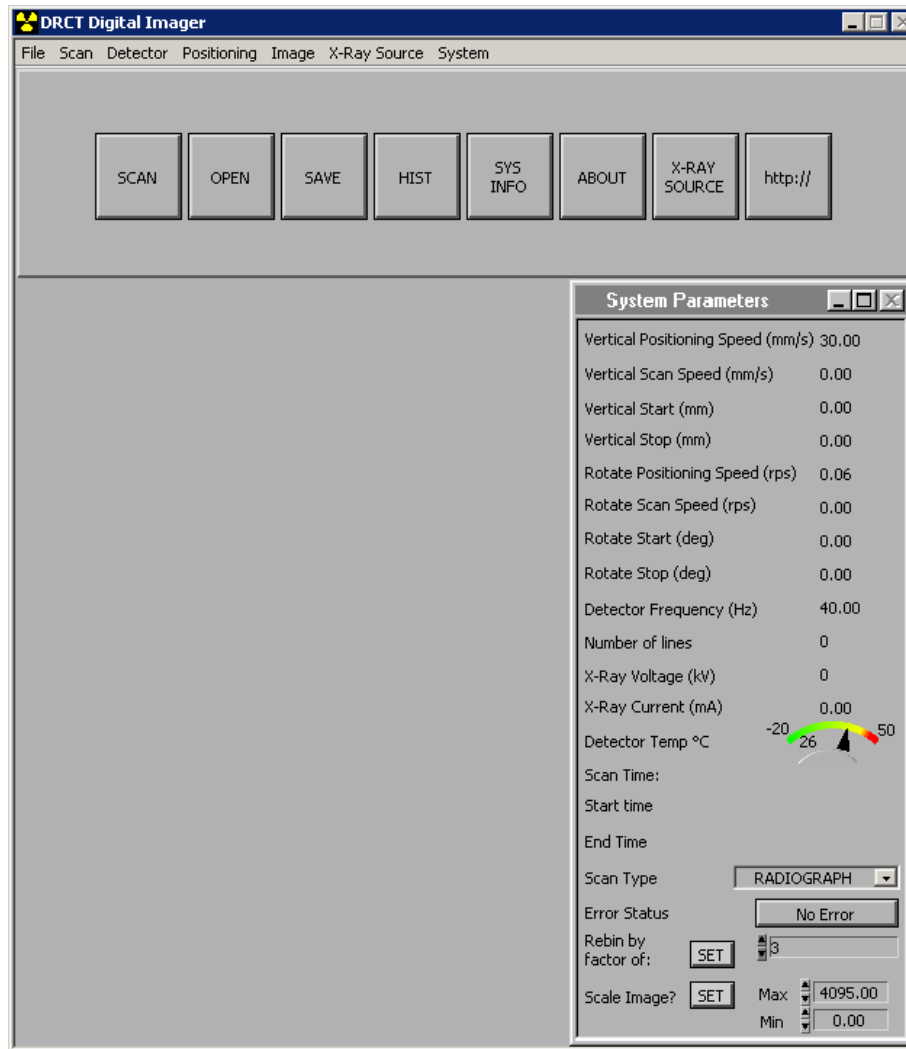 DRCT Digital Imager
File Scan Detector Positioning Image X-Ray Source System
SCAN
OPEN
SAVE
HIST
SYS
INFO
ABOUT
X-RAY
SOURCE
http://
System Parameters
Vertical Positioning Speed (mm/s) 30.00
Vertical Scan Speed (mm/s) 0.00
Vertical Start (mm) 0.00
Vertical Stop (mm) 0.00
Rotate Positioning Speed (rps) 0.06
Rotate Scan Speed (rps) 0.00
Rotate Start (deg) 0.00
Rotate Stop (deg) 0.00
Detector Frequency (Hz) 40.00
Number of lines 0
X-Ray Voltage (kV) 0
X-Ray Current (mA) 0.00
-20 50
Detector Temp °C 26
Scan Time:
Start time
End Time
Scan Type RADIOGRAPH
Error Status No Error
Rebin by
factor of: SET 3
Scale Image? SET Max 4095.00
Min 0.00